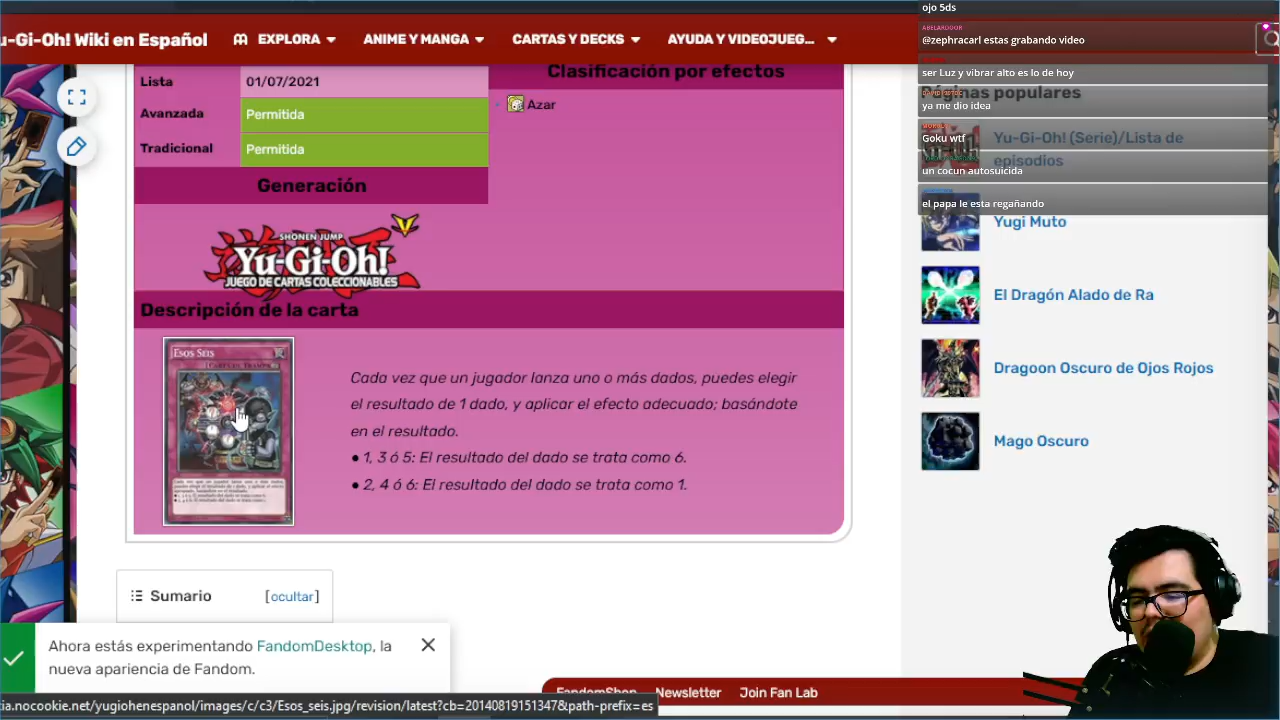 u-Gi-Oh! Wiki en Español
EXPLORA
ANIME Y MANGA
CARTAS Y DECKS
AYUDA Y VIDEOJUEG...
ojo 5ds
ABELARDOOR
@zephracarl estas grabando video
ser Luz y vibrar alto es lo de hoy
Páginas populares
ya me dio idea
Goku wtf
Yu-Gi-Oh! (Serie)/Lista de
episodios
un cocun autosuicida
el papa le esta regañando
Yugi Muto
El Dragón Alado de Ra
Dragoon Oscuro de Ojos Rojos
Mago Oscuro
Lista
01/07/2021
Avanzada
Permitida
Tradicional
Permitida
Clasificación por efectos
Azar
Generación
SHONEN JUMP
Yu-Gi-Oh!
JUEGO DE CARTAS COLECCIONABLES
Descripción de la carta
Esos Seis
Cada vez que un jugador lanza uno o más dados, puedes elegir
el resultado de 1 dado, y aplicar el efecto adecuado; basándote
en el resultado.
● 1, 3 ó 5: El resultado del dado se trata como 6.
● 2, 4 ó 6: El resultado del dado se trata como 1.
Sumario
[ocultar]
Ahora estás experimentando FandomDesktop, la
nueva apariencia de Fandom.
FandomShop
Newsletter
Join Fan Lab
cia.nocookie.net/yugiohenespanol/images/c/c3/Esos_seis.jpg/revision/latest?cb=20140819151347&path-prefix=es